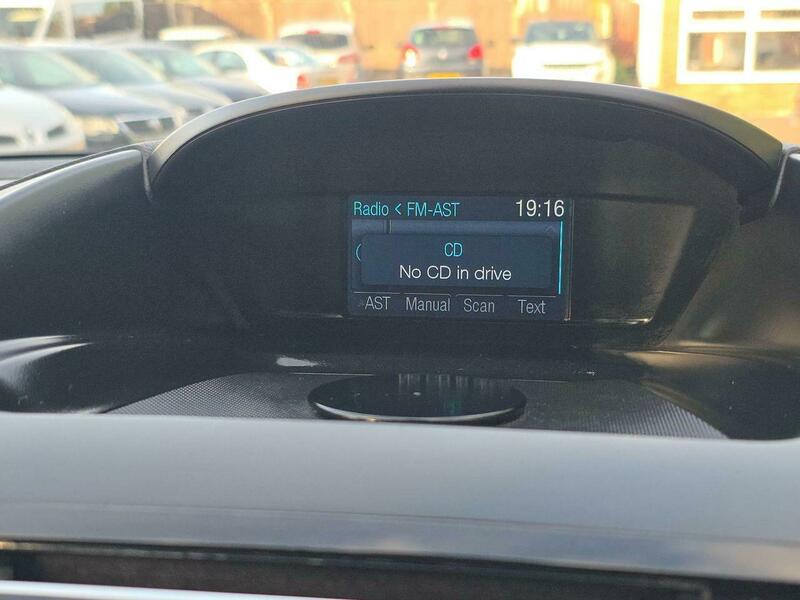 Radio < FM-AST 19:16
CD
No CD in drive
AST Manual Scan Text